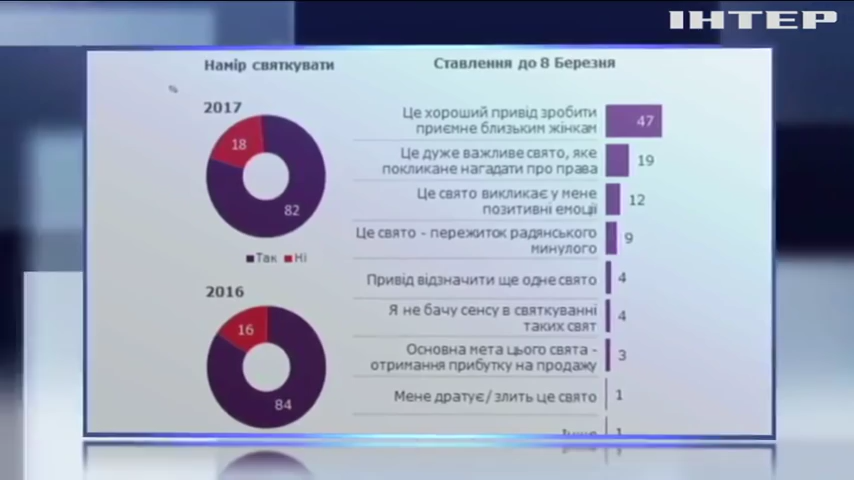 ІНТЕР
Намір святкувати
Ставлення до 8 Березня
%
2017
18
82
Так Ні
2016
16
84
Це хороший привід зробити
приємне близьким жінкам
47
Це дуже важливе свято, яке
покликане нагадати про права
19
Це свято викликає у мене
позитивні емоції
12
Це свято - пережиток радянського
минулого
9
Привід відзначити ще одне свято
4
Я не бачу сенсу в святкуванні
таких свят
4
Основна мета цього свята -
отримання прибутку на продажу
3
Мене дратує/злить це свято
1
1